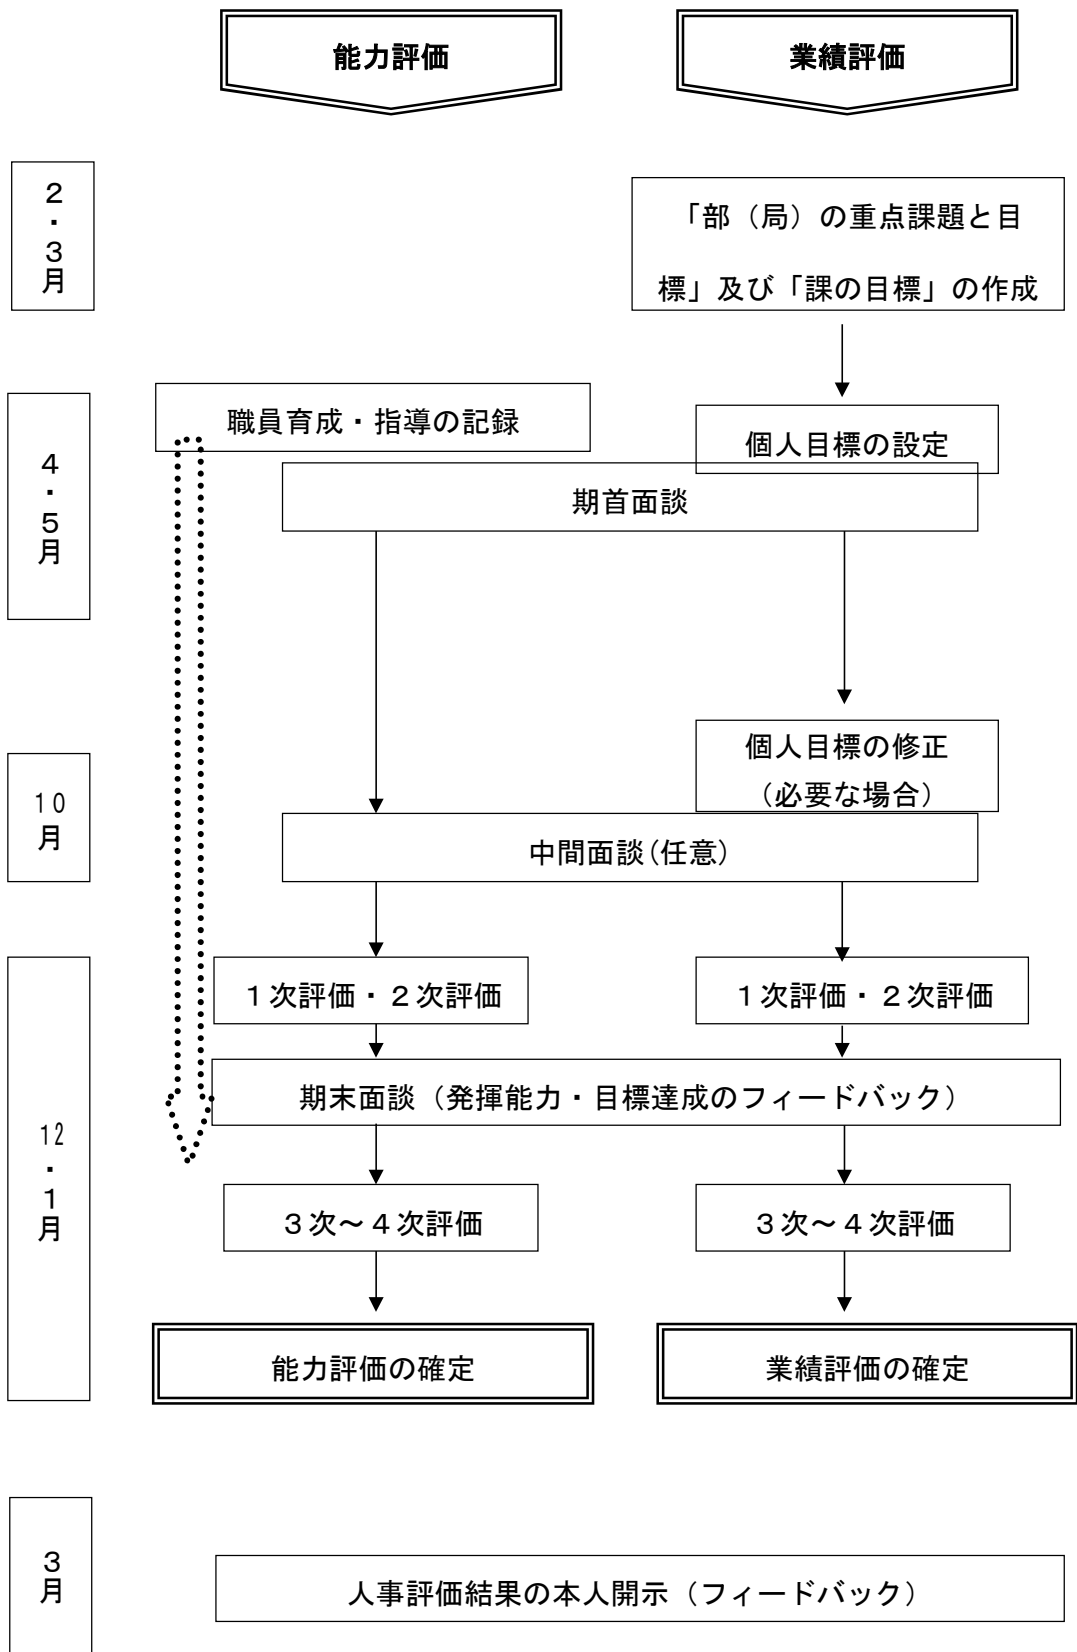 能力評価
業績評価
2・3月
「部（局）の重点課題と目
標」及び「課の目標」の作成
4・5月
職員育成・指導の記録
個人目標の設定
期首面談
個人目標の修正
（必要な場合）
10月
中間面談（任意）
12・1月
１次評価・２次評価
１次評価・２次評価
期末面談（発揮能力・目標達成のフィードバック）
３次～４次評価
３次～４次評価
能力評価の確定
業績評価の確定
3月
人事評価結果の本人開示（フィードバック）